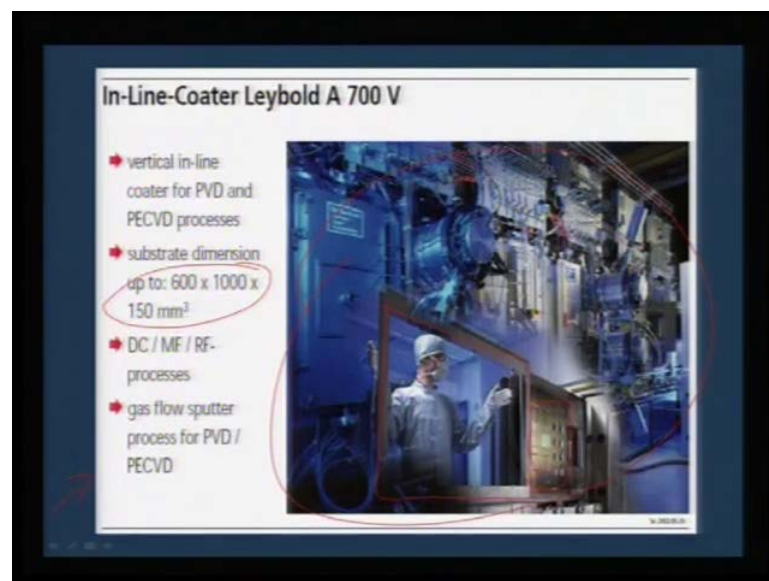 In-Line-Coater Leybold A 700 V
vertical in-line
coater for PVD and
PECVD processes
substrate dimension
up to: 600 x 1000 x
150 mm³
DC / MF / RF-
processes
gas flow sputter
process for PVD /
PECVD